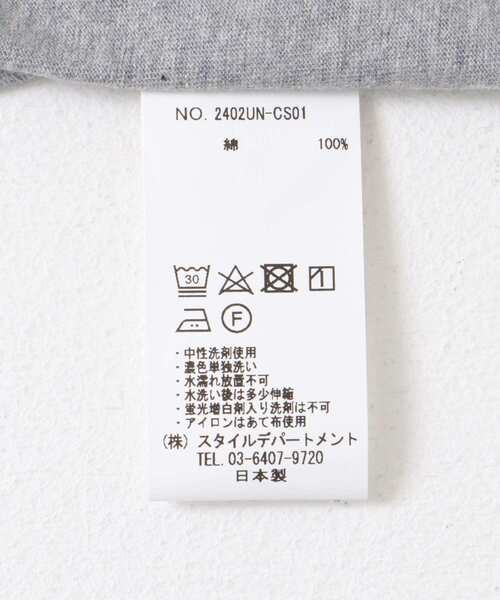 NO. 2402UN-CS01
綿 100%
30
F
・中性洗剤使用
・濃色単独洗い
・水濡れ放置不可
・水洗い後は多少伸縮
・蛍光増白剤入り洗剤は不可
・アイロンはあて布使用
(株) スタイルデパートメント
TEL. 03-6407-9720
日本製